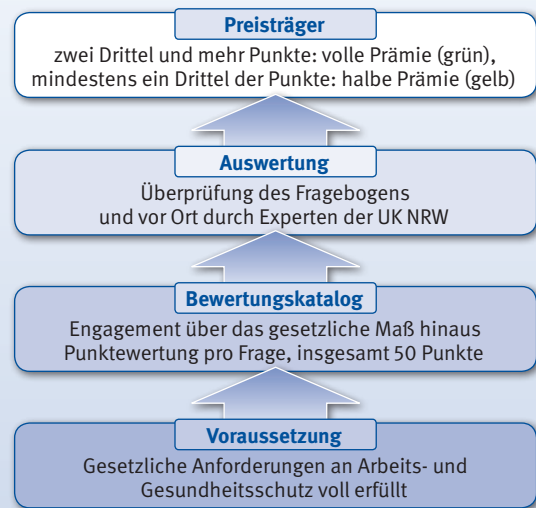 Preisträger
zwei Drittel und mehr Punkte: volle Prämie (grün),
mindestens ein Drittel der Punkte: halbe Prämie (gelb)
Auswertung
Überprüfung des Fragebogens
und vor Ort durch Experten der UK NRW
Bewertungskatalog
Engagement über das gesetzliche Maß hinaus
Punktewertung pro Frage, insgesamt 50 Punkte
Voraussetzung
Gesetzliche Anforderungen an Arbeits- und
Gesundheitsschutz voll erfüllt